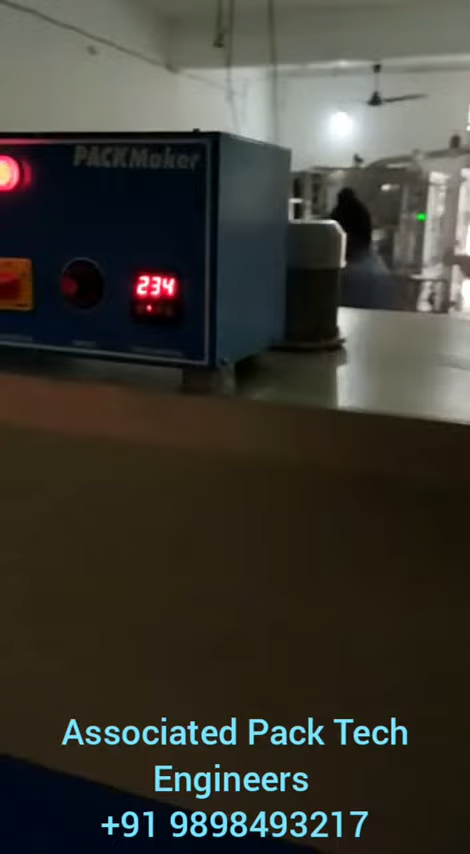 PACKMaker
234
Associated Pack Tech
Engineers
+91 9898493217